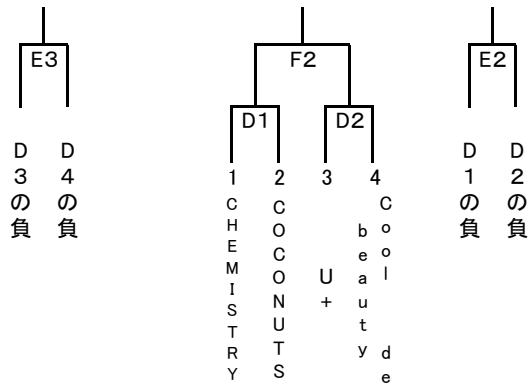 E3
F2
E2
D1
D2
D3の負
D4の負
D1の負
D2の負
1
2
3
4
CHEMISTRY
COCONUTS
U+
Cool de
beauty